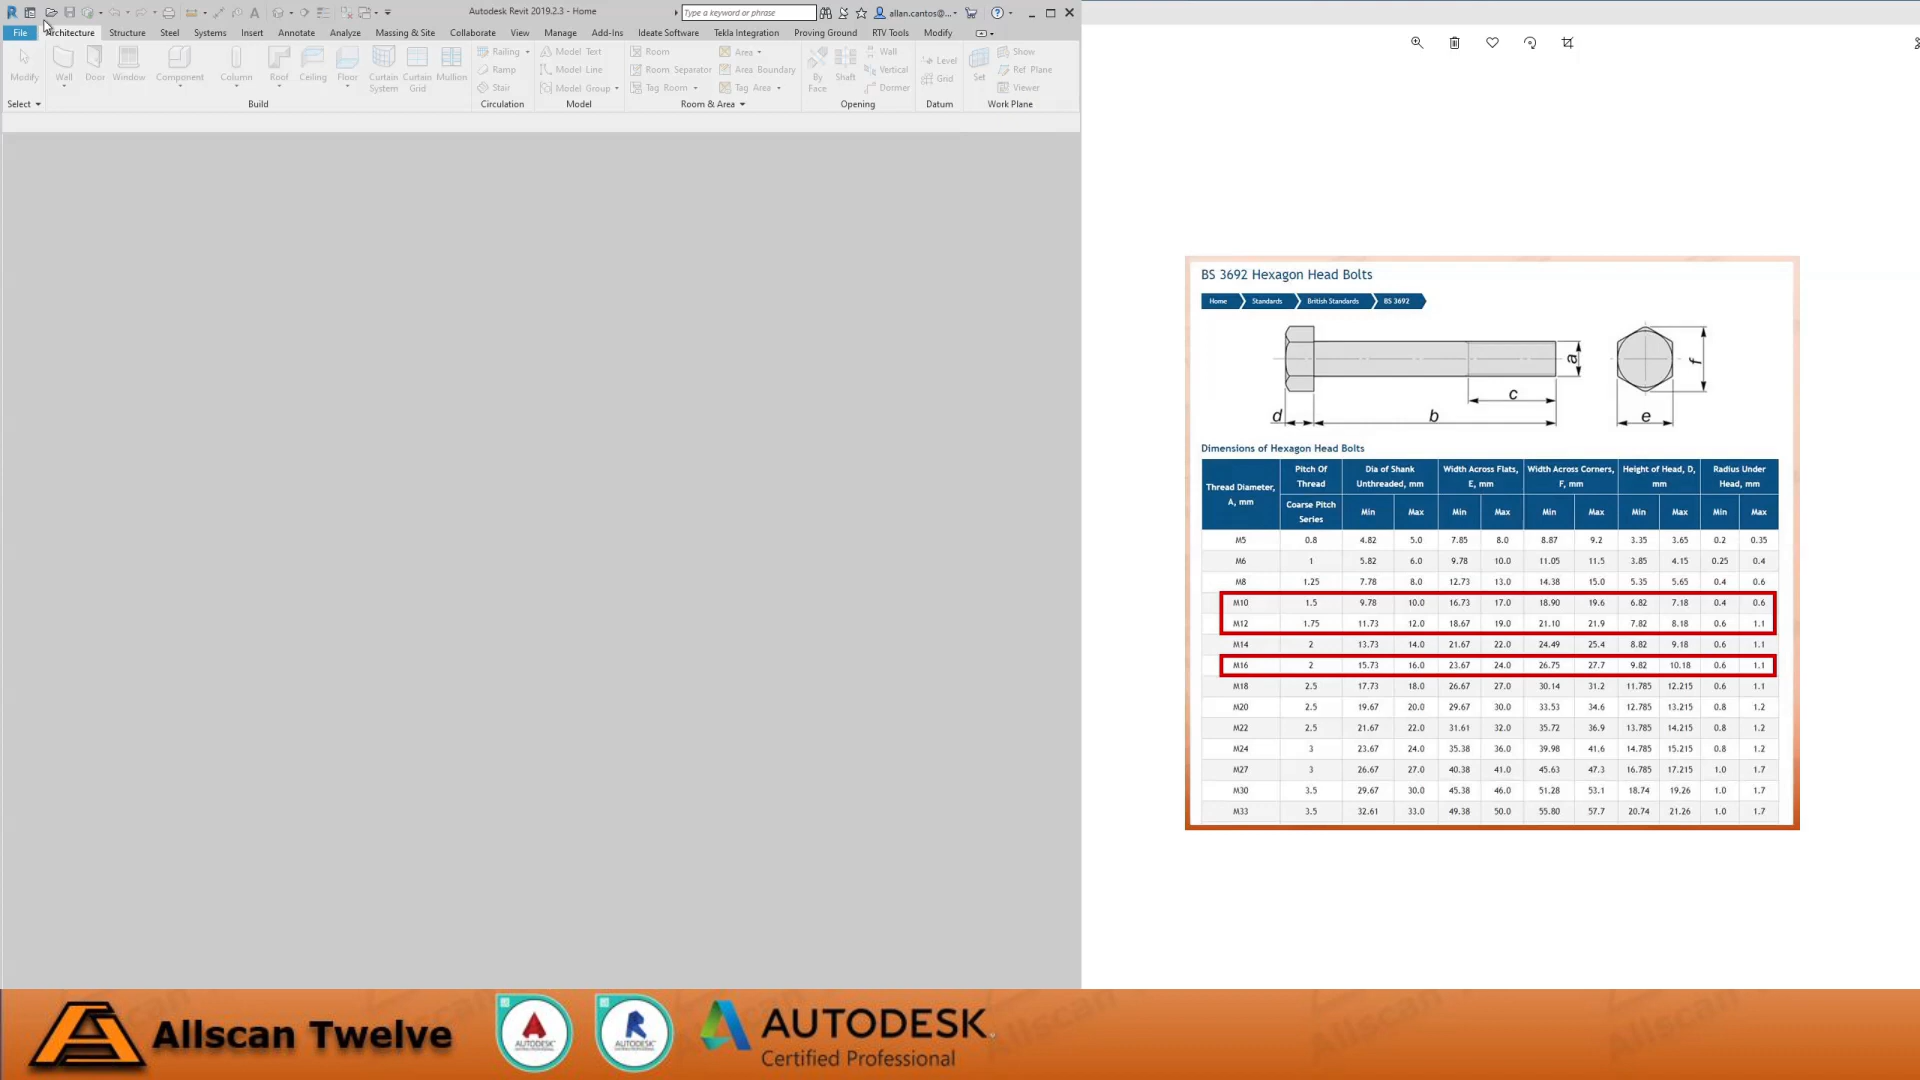 Autodesk Revit 2019.2.3 - Home
Type a keyword or phrase
allan.cantos@...
File Architecture Structure Steel Systems Insert Annotate Analyze Massing & Site Collaborate View Manage Add-Ins Ideate Software Tekla Integration Proving Ground RTV Tools Modify
Modify
Wall
Door
Window
Component
Column
Roof
Ceiling
Floor
Curtain System
Curtain Grid
Mullion
Railing
Ramp
Stair
Model Text
Model Line
Model Group
Room
Room Separator
Tag Room
Area
Area Boundary
Tag Area
By Face
Shaft
Wall
Vertical
Dormer
Level
Grid
Set
Show
Ref Plane
Viewer
Select Build Circulation Model Room & Area Opening Datum Work Plane
BS 3692 Hexagon Head Bolts
Home Standards British Standards BS 3692
a
f
c
d b e
Dimensions of Hexagon Head Bolts
Thread Diameter, A, mm
Pitch Of Thread
Dia of Shank Unthreaded, mm
Width Across Flats, E, mm
Width Across Corners, F, mm
Height of Head, D, mm
Radius Under Head, mm
Coarse Pitch Series
Min Max Min Max Min Max Min Max Min Max
M5 0.8 4.82 5.0 7.85 8.0 8.87 9.2 3.35 3.65 0.2 0.35
M6 1 5.82 6.0 9.78 10.0 11.05 11.5 3.85 4.15 0.25 0.4
M8 1.25 7.78 8.0 12.73 13.0 14.38 15.0 5.35 5.65 0.4 0.6
M10 1.5 9.78 10.0 16.73 17.0 18.90 19.6 6.82 7.18 0.4 0.6
M12 1.75 11.73 12.0 18.67 19.0 21.10 21.9 7.82 8.18 0.6 1.1
M14 2 13.73 14.0 21.67 22.0 24.49 25.4 8.82 9.18 0.6 1.1
M16 2 15.73 16.0 23.67 24.0 26.75 27.7 9.82 10.18 0.6 1.1
M18 2.5 17.73 18.0 26.67 27.0 30.14 31.2 11.785 12.215 0.6 1.1
M20 2.5 19.67 20.0 29.67 30.0 33.53 34.6 12.785 13.215 0.8 1.2
M22 2.5 21.67 22.0 31.61 32.0 35.72 36.9 13.785 14.215 0.8 1.2
M24 3 23.67 24.0 35.38 36.0 39.98 41.6 14.785 15.215 0.8 1.2
M27 3 26.67 27.0 40.38 41.0 45.63 47.3 16.785 17.215 1.0 1.7
M30 3.5 29.67 30.0 45.38 46.0 51.28 53.1 18.74 19.26 1.0 1.7
M33 3.5 32.61 33.0 49.38 50.0 55.80 57.7 20.74 21.26 1.0 1.7
Allscan Twelve
AUTODESK
AUTODESK
AUTODESK
Certified Professional